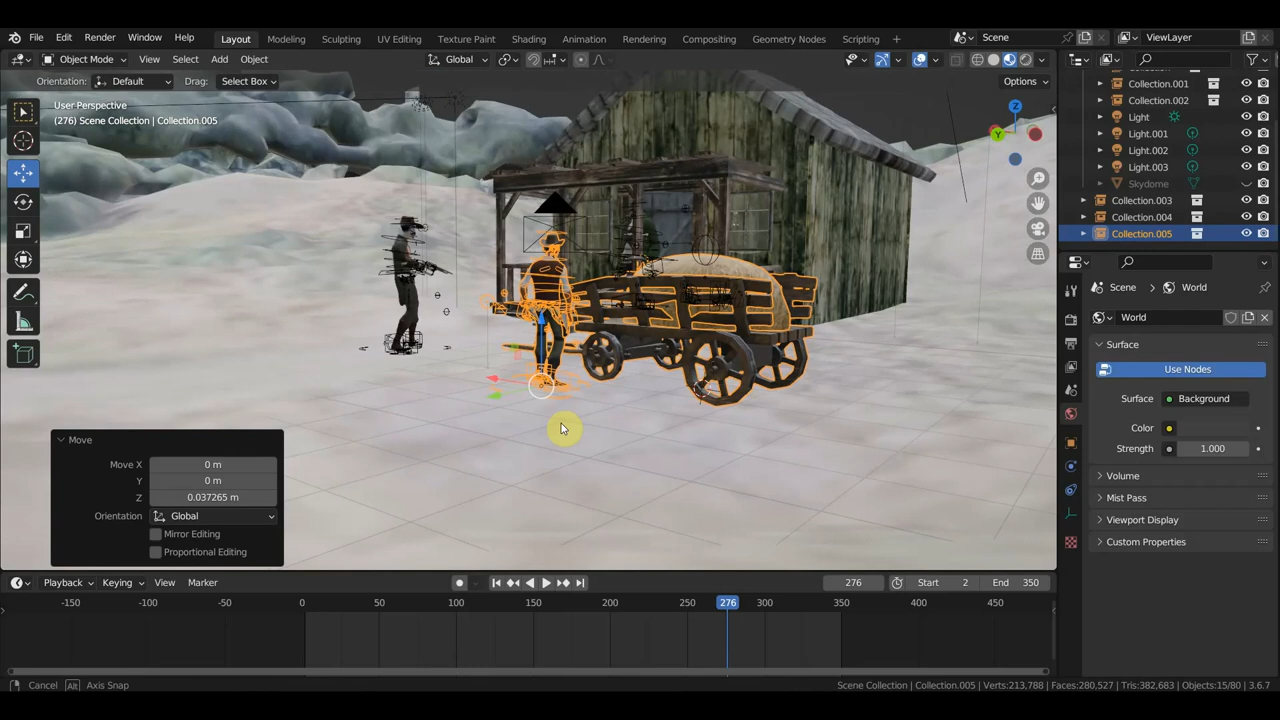 File Edit Render Window Help Layout Modeling Sculpting UV Editing Texture Paint Shading Animation Rendering Compositing Geometry Nodes Scripting + Scene ViewLayer
Object Mode View Select Add Object Global
Orientation: Default Drag: Select Box Options
User Perspective
(276) Scene Collection | Collection.005
Z
Y
Collection.001
Collection.002
Light
Light.001
Light.002
Light.003
Skydome
Collection.003
Collection.004
Collection.005
Scene > World
World
Surface
Use Nodes
Surface Background
Color
Strength 1.000
Volume
Mist Pass
Viewport Display
Custom Properties
Move
Move X 0 m
Y 0 m
Z 0.037265 m
Orientation Global
Mirror Editing
Proportional Editing
Playback Keying View Marker 276 Start 2 End 350
-150 -100 -50 0 50 100 150 200 250 276 300 350 400 450
Cancel Alt Axis Snap Scene Collection | Collection.005 | Verts:213,788 | Faces:280,527 | Tris:382,683 | Objects:15/80 | 3.6.7